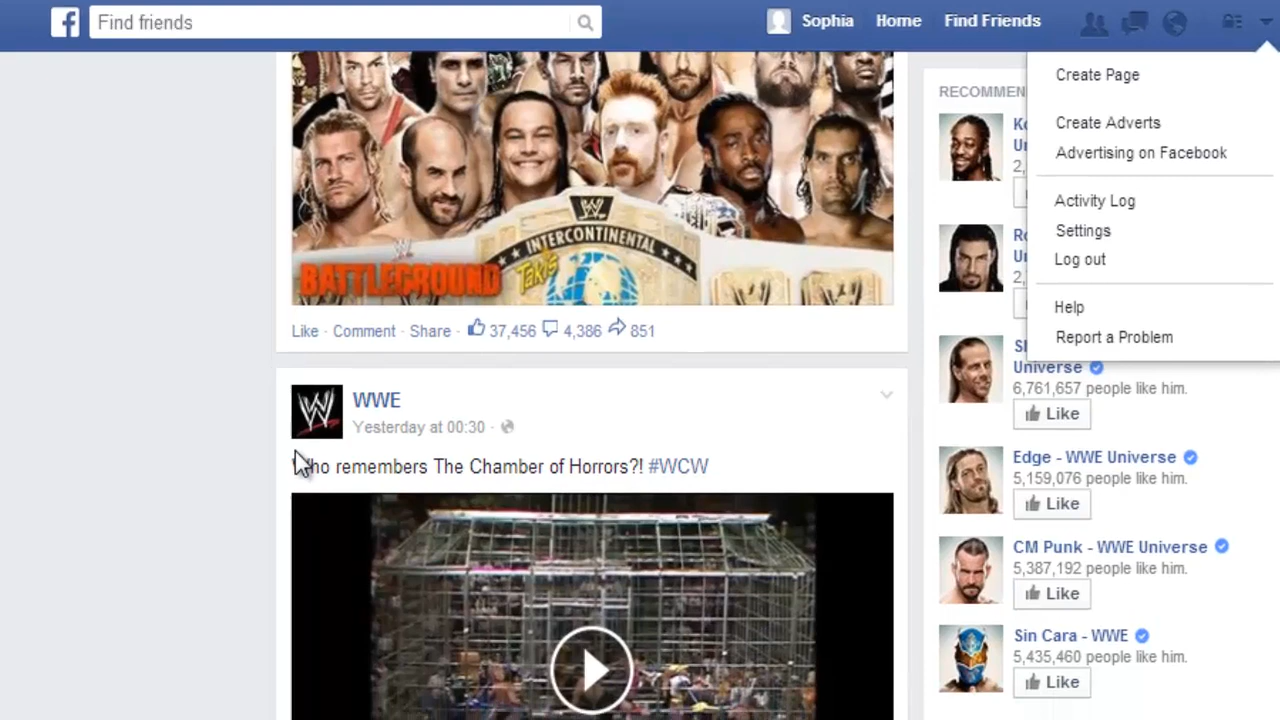 Find friends
Sophia Home Find Friends
BATTLEGROUND
INTERCONTINENTAL
Like · Comment · Share · 37,456 4,386 851
WWE
Yesterday at 00:30 ·
Who remembers The Chamber of Horrors?! #WCW
Create Page
Create Adverts
Advertising on Facebook
Activity Log
Settings
Log out
Help
Report a Problem
RECOMMEN
Universe
6,761,657 people like him.
Like
Edge - WWE Universe
5,159,076 people like him.
Like
CM Punk - WWE Universe
5,387,192 people like him.
Like
Sin Cara - WWE
5,435,460 people like him.
Like